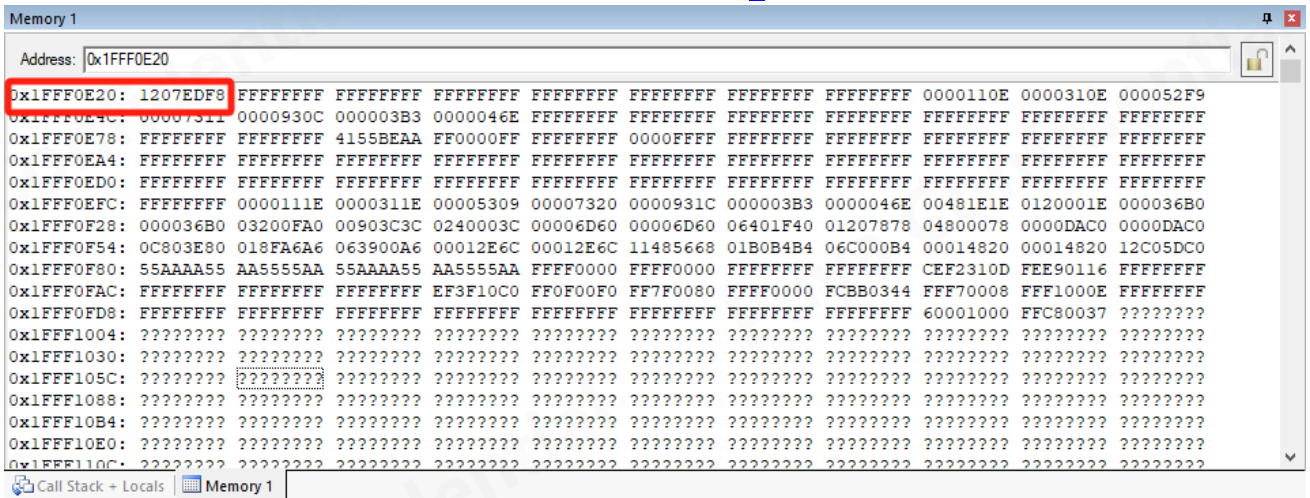 Memory 1
Address: 0x1FFF0E20
0x1FFF0E20: 1207EDF8 FFFFFFFF FFFFFFFF FFFFFFFF FFFFFFFF FFFFFFFF FFFFFFFF FFFFFFFF 0000110E 0000310E 000052F9
0x1FFF0E4C: 00007311 0000930C 000003B3 0000046E FFFFFFFF FFFFFFFF FFFFFFFF FFFFFFFF FFFFFFFF FFFFFFFF FFFFFFFF
0x1FFF0E78: FFFFFFFF FFFFFFFF 4155BEAA FF0000FF FFFFFFFF 0000FFFF FFFFFFFF FFFFFFFF FFFFFFFF FFFFFFFF FFFFFFFF
0x1FFF0EA4: FFFFFFFF FFFFFFFF FFFFFFFF FFFFFFFF FFFFFFFF FFFFFFFF FFFFFFFF FFFFFFFF FFFFFFFF FFFFFFFF FFFFFFFF
0x1FFF0ED0: FFFFFFFF FFFFFFFF FFFFFFFF FFFFFFFF FFFFFFFF FFFFFFFF FFFFFFFF FFFFFFFF FFFFFFFF FFFFFFFF FFFFFFFF
0x1FFF0EFC: FFFFFFFF 0000111E 0000311E 00005309 00007320 0000931C 000003B3 0000046E 00481E1E 0120001E 000036B0
0x1FFF0F28: 000036B0 03200FA0 00903C3C 0240003C 00006D60 00006D60 06401F40 01207878 04800078 0000DAC0 0000DAC0
0x1FFF0F54: 0C803E80 018FA6A6 063900A6 00012E6C 00012E6C 11485668 01B0B4B4 06C000B4 00014820 00014820 12C05DC0
0x1FFF0F80: 55AAAA55 AA5555AA 55AAAA55 AA5555AA FFFF0000 FFFF0000 FFFFFFFF FFFFFFFF CEF2310D FEE90116 FFFFFFFF
0x1FFF0FAC: FFFFFFFF FFFFFFFF FFFFFFFF EF3F10C0 FF0F00F0 FF7F0080 FFFF0000 FCBB0344 FFF70008 FFF1000E FFFFFFFF
0x1FFF0FD8: FFFFFFFF FFFFFFFF FFFFFFFF FFFFFFFF FFFFFFFF FFFFFFFF FFFFFFFF FFFFFFFF 60001000 FFC80037 ????????
0x1FFF1004: ???????? ???????? ???????? ???????? ???????? ???????? ???????? ???????? ???????? ???????? ????????
0x1FFF1030: ???????? ???????? ???????? ???????? ???????? ???????? ???????? ???????? ???????? ???????? ????????
0x1FFF105C: ???????? ???????? ???????? ???????? ???????? ???????? ???????? ???????? ???????? ???????? ????????
0x1FFF1088: ???????? ???????? ???????? ???????? ???????? ???????? ???????? ???????? ???????? ???????? ????????
0x1FFF10B4: ???????? ???????? ???????? ???????? ???????? ???????? ???????? ???????? ???????? ???????? ????????
0x1FFF10E0: ???????? ???????? ???????? ???????? ???????? ???????? ???????? ???????? ???????? ???????? ????????
0x1FFF110C: ???????? ???????? ???????? ???????? ???????? ???????? ???????? ???????? ???????? ???????? ????????
Call Stack + Locals Memory 1